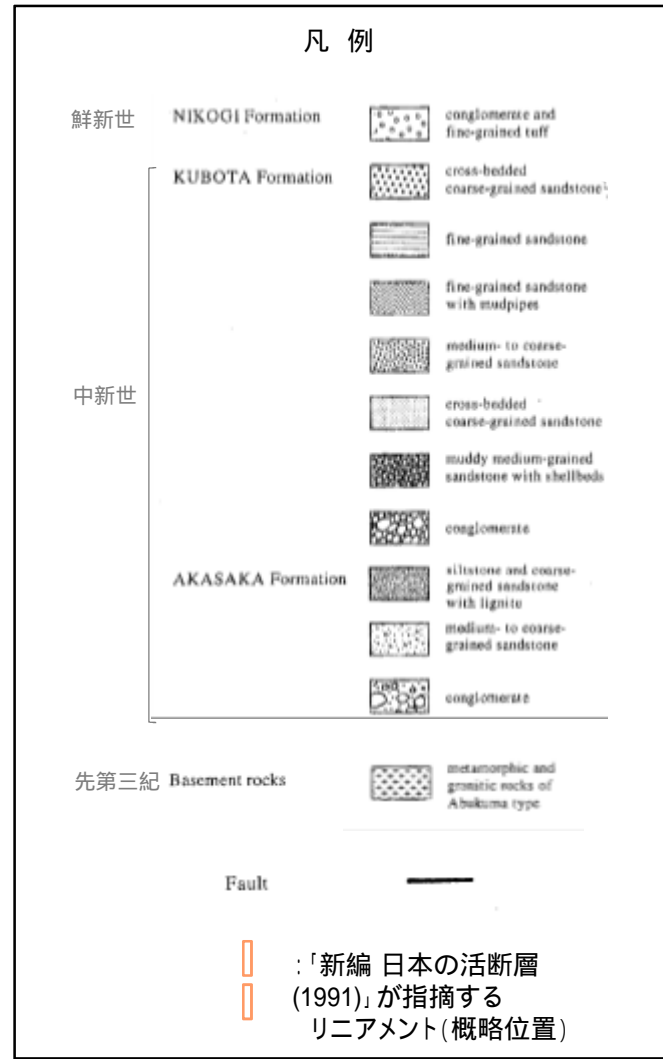 凡 例
鮮新世 NIKOGI Formation conglomerate and
fine-grained tuff
KUBOTA Formation cross-bedded
coarse-grained sandstone
fine-grained sandstone
fine-grained sandstone
with mudpipes
medium- to coarse-
grained sandstone
中新世
cross-bedded
coarse-grained sandstone
muddy medium-grained
sandstone with shellbeds
conglomerate
AKASAKA Formation siltstone and coarse-
grained sandstone
with lignite
medium- to coarse-
grained sandstone
conglomerate
先第三紀 Basement rocks metamorphic and
granitic rocks of
Abukuma type
Fault
:「新編 日本の活断層
(1991)」が指摘する
リニアメント(概略位置)